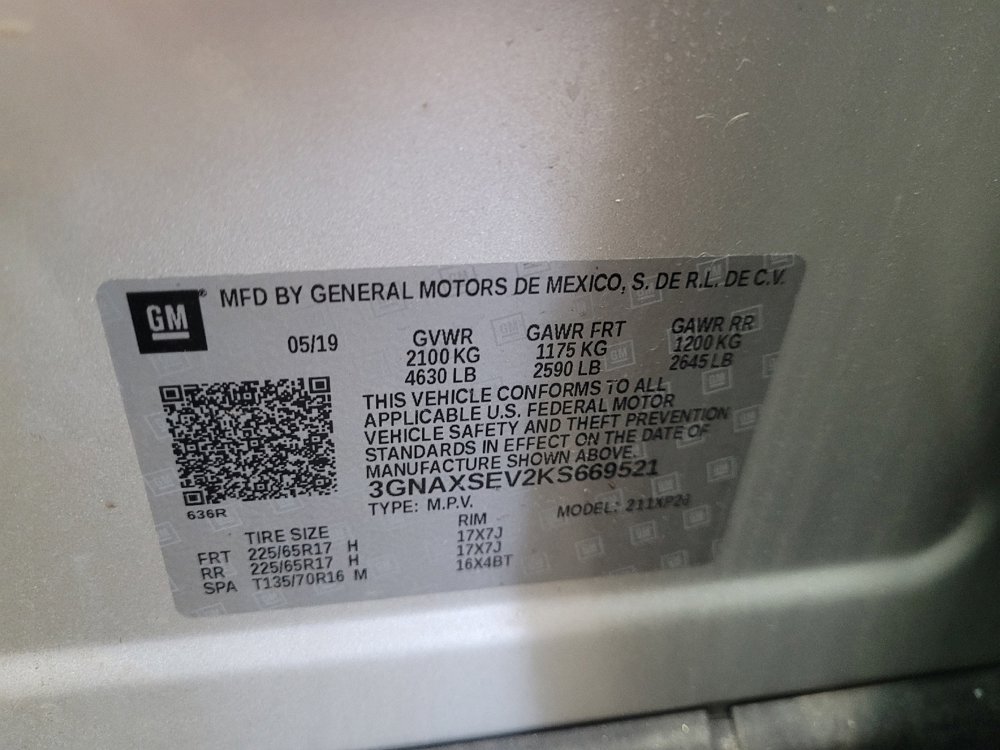 GM
MFD BY GENERAL MOTORS DE MEXICO, S. DE R.L. DE C.V.
05/19
GVWR GAWR FRT GAWR RR
2100 KG 1175 KG 1200 KG
4630 LB 2590 LB 2645 LB
THIS VEHICLE CONFORMS TO ALL
APPLICABLE U.S. FEDERAL MOTOR
VEHICLE SAFETY AND THEFT PREVENTION
STANDARDS IN EFFECT ON THE DATE OF
MANUFACTURE SHOWN ABOVE.
3GNAXSEV2KS669521
TYPE: M.P.V. MODEL:
636R
TIRE SIZE RIM
FRT 225/65R17 H 17X7J
RR 225/65R17 H 17X7J
SPA T135/70R16 M 16X4BT